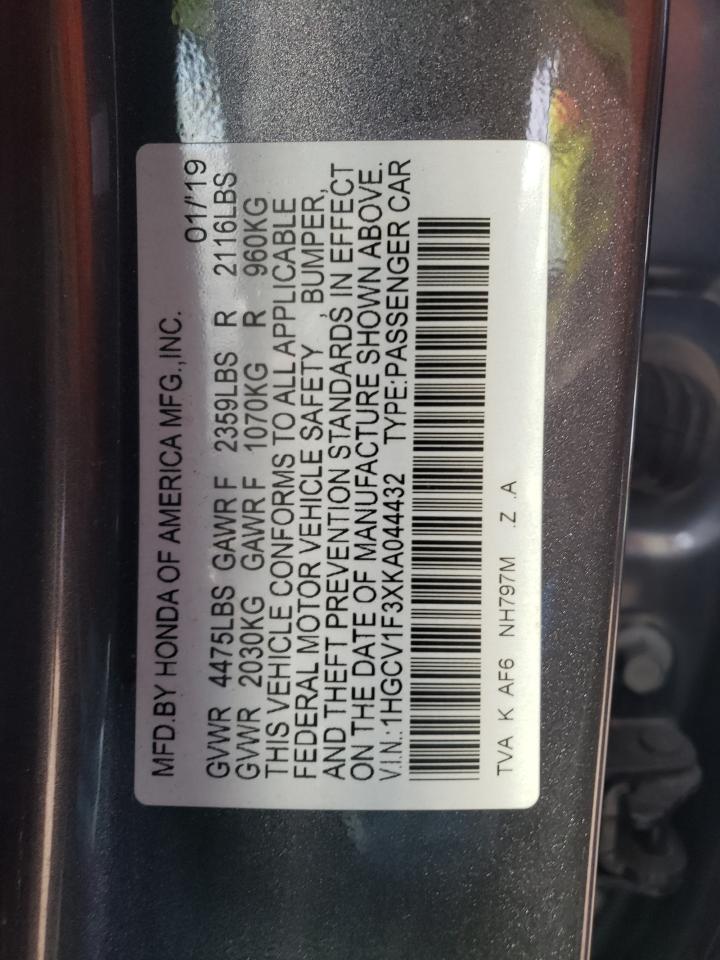 MFD.BY HONDA OF AMERICA MFG.,INC. 01/'19
GVWR 4475LBS GAWR F 2359LBS R 2116LBS
GVWR 2030KG GAWR F 1070KG R 960KG
THIS VEHICLE CONFORMS TO ALL APPLICABLE
FEDERAL MOTOR VEHICLE SAFETY , BUMPER,
AND THEFT PREVENTION STANDARDS IN EFFECT
ON THE DATE OF MANUFACTURE SHOWN ABOVE.
V.I.N.:1HGCV1F3XKA044432 TYPE:PASSENGER CAR
TVA K AF6 NH797M .Z .A